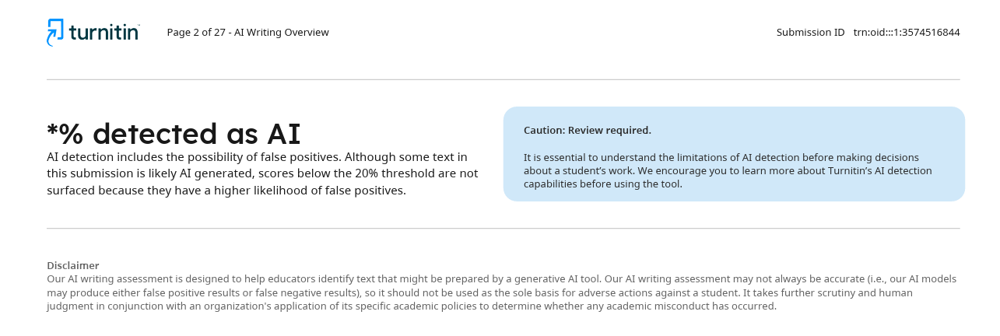 turnitin
Page 2 of 27 - AI Writing Overview
Submission ID trn:oid:::1:3574516844
*% detected as AI
AI detection includes the possibility of false positives. Although some text in
this submission is likely AI generated, scores below the 20% threshold are not
surfaced because they have a higher likelihood of false positives.
Caution: Review required.
It is essential to understand the limitations of AI detection before making decisions
about a student’s work. We encourage you to learn more about Turnitin’s AI detection
capabilities before using the tool.
Disclaimer
Our AI writing assessment is designed to help educators identify text that might be prepared by a generative AI tool. Our AI writing assessment may not always be accurate (i.e., our AI models
may produce either false positive results or false negative results), so it should not be used as the sole basis for adverse actions against a student. It takes further scrutiny and human
judgment in conjunction with an organization's application of its specific academic policies to determine whether any academic misconduct has occurred.